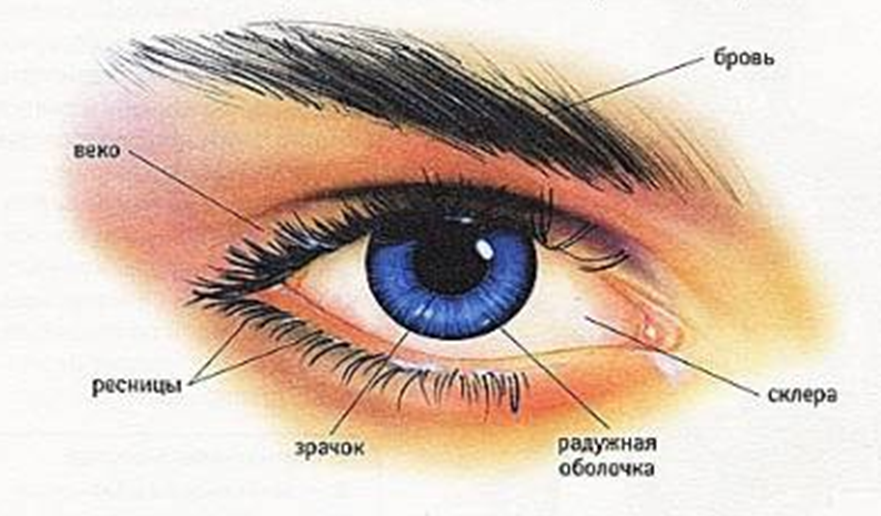 бровь
веко
ресницы
зрачок
радужная
оболочка
склера